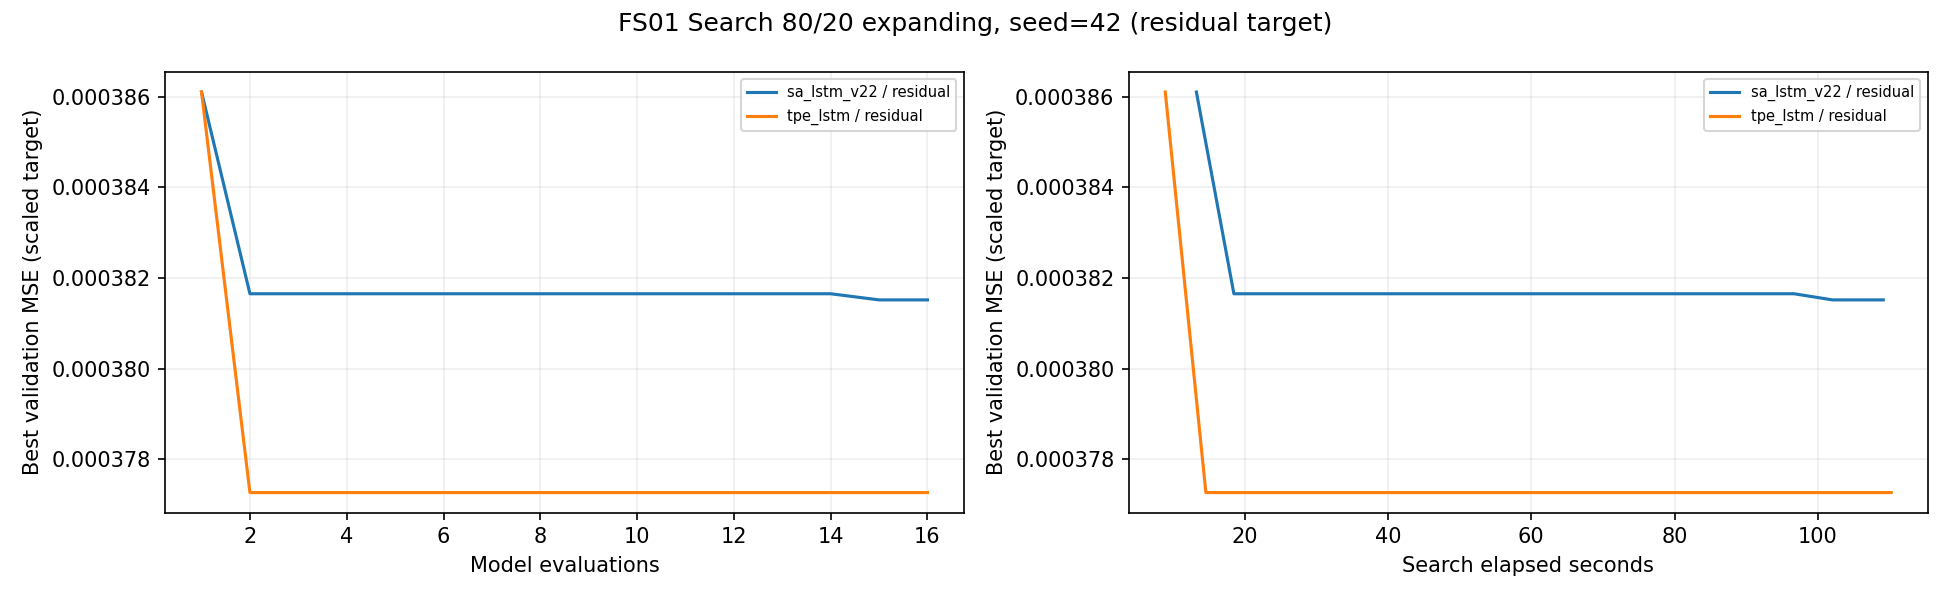 FS01 Search 80/20 expanding, seed=42 (residual target)
Best validation MSE (scaled target)
0.000386
0.000384
0.000382
0.000380
0.000378
sa_lstm_v22 / residual
tpe_lstm / residual
2 4 6 8 10 12 14 16
Model evaluations
Best validation MSE (scaled target)
0.000386
0.000384
0.000382
0.000380
0.000378
sa_lstm_v22 / residual
tpe_lstm / residual
20 40 60 80 100
Search elapsed seconds